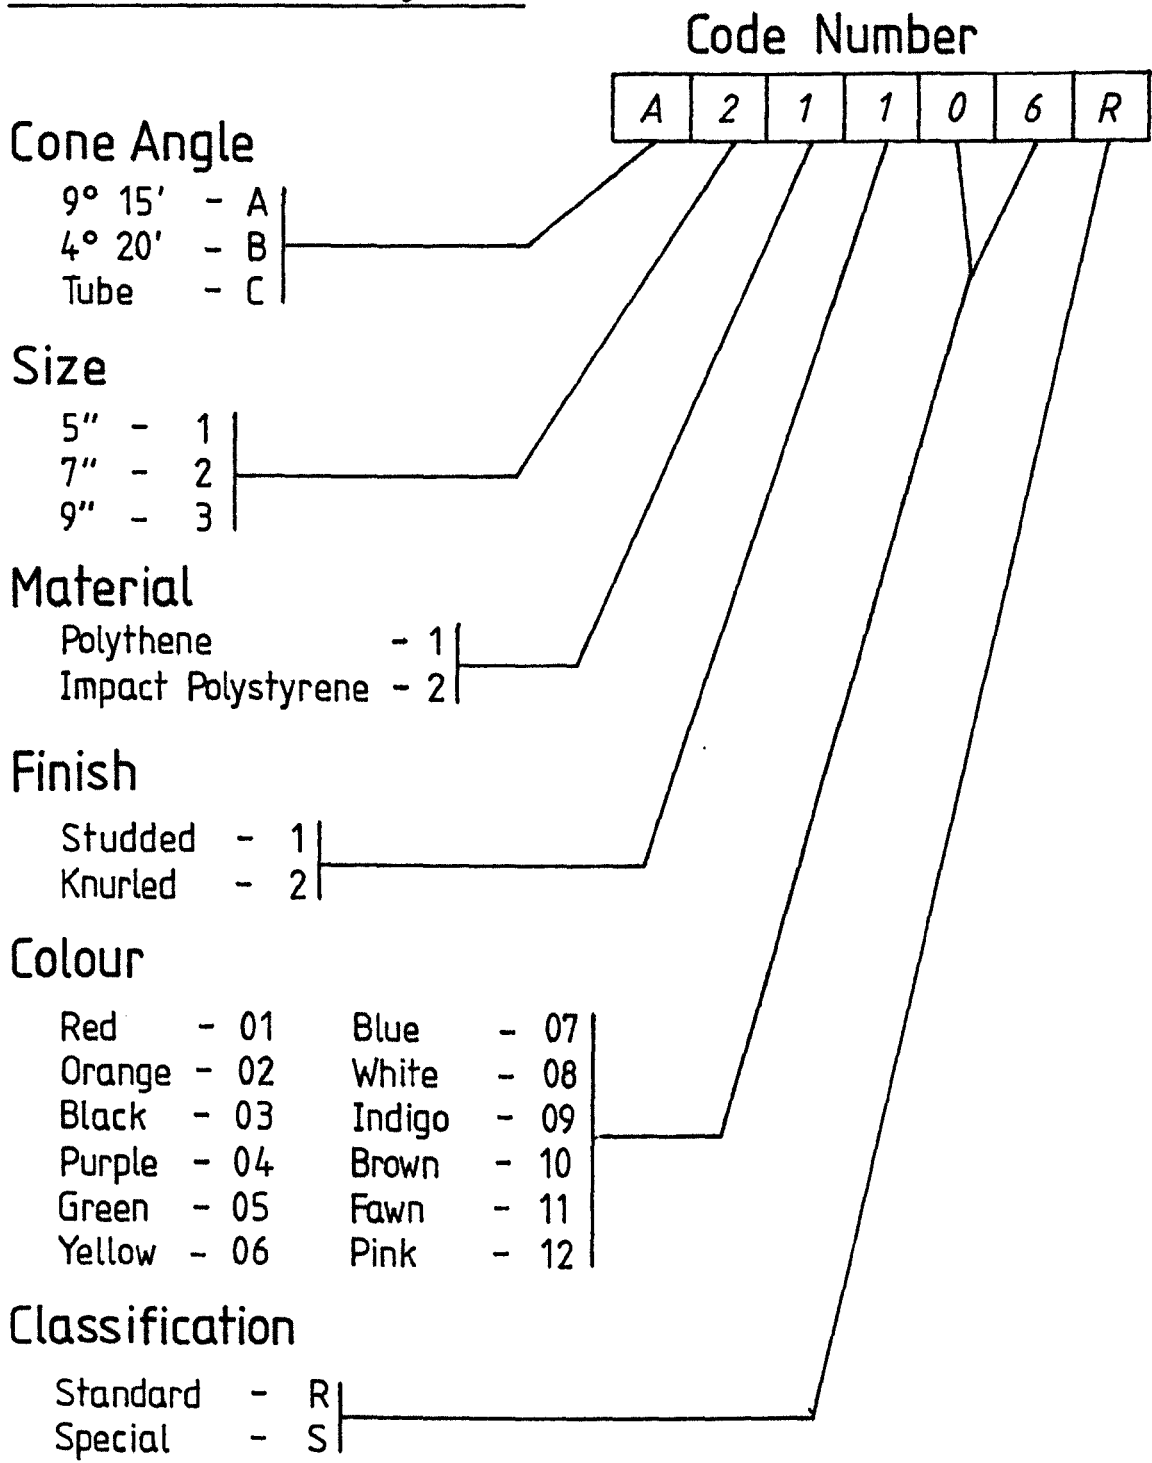 Code Number
A 2 1 1 0 6 R
Cone Angle
9° 15' - A
4° 20' - B
Tube - C
Size
5" - 1
7" - 2
9" - 3
Material
Polythene - 1
Impact Polystyrene - 2
Finish
Studded - 1
Knurled - 2
Colour
Red - 01 Blue - 07
Orange - 02 White - 08
Black - 03 Indigo - 09
Purple - 04 Brown - 10
Green - 05 Fawn - 11
Yellow - 06 Pink - 12
Classification
Standard - R
Special - S